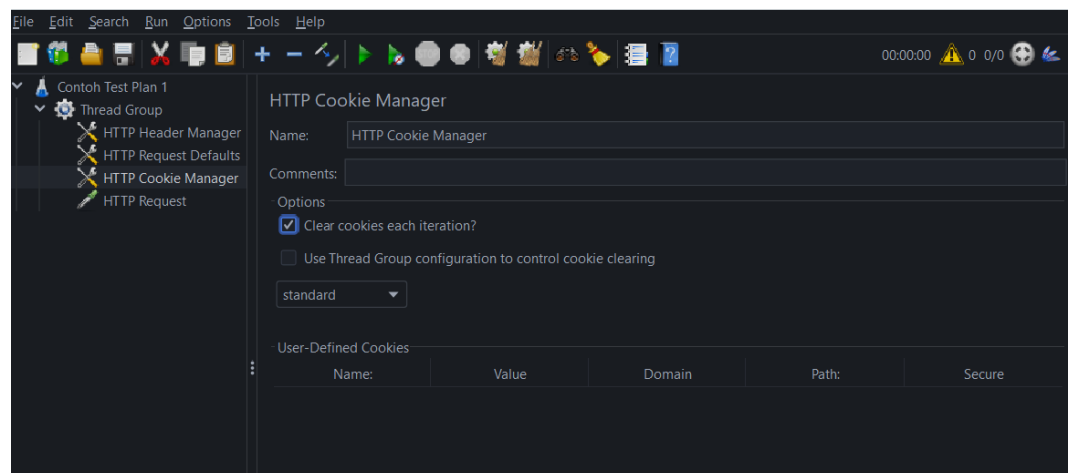 File Edit Search Run Options Tools Help
00:00:00 0 0/0
Contoh Test Plan 1
Thread Group
HTTP Header Manager
HTTP Request Defaults
HTTP Cookie Manager
HTTP Request
HTTP Cookie Manager
Name: HTTP Cookie Manager
Comments:
Options
Clear cookies each iteration?
Use Thread Group configuration to control cookie clearing
standard
User-Defined Cookies
Name: Value Domain Path: Secure